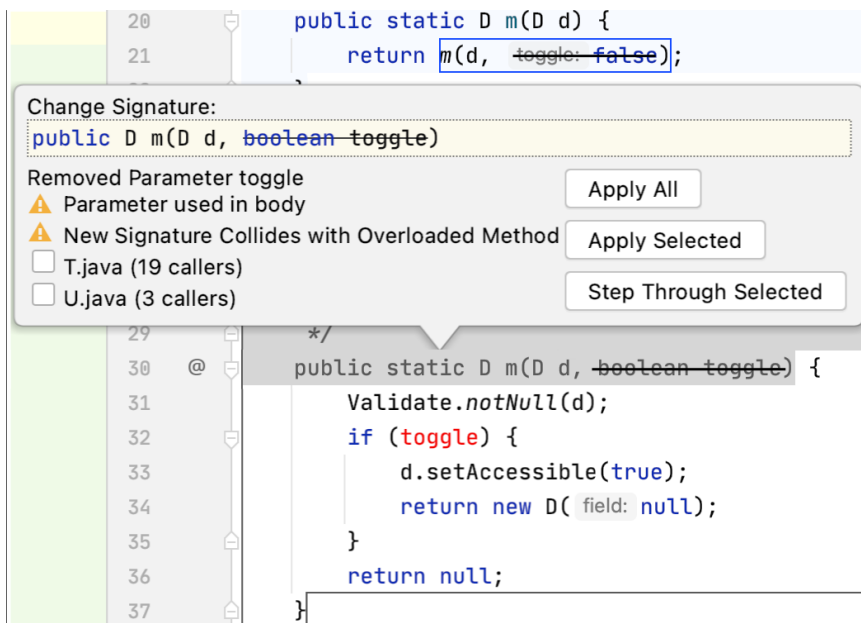 20 public static D m(D d) {
21 return m(d, toggle: false);
Change Signature:
public D m(D d, boolean toggle)
Removed Parameter toggle
Apply All
Parameter used in body
New Signature Collides with Overloaded Method
Apply Selected
T.java (19 callers)
U.java (3 callers)
Step Through Selected
29 */
30 @ public static D m(D d, boolean toggle) {
31 Validate.notNull(d);
32 if (toggle) {
33 d.setAccessible(true);
34 return new D( field: null);
35 }
36 return null;
37 }